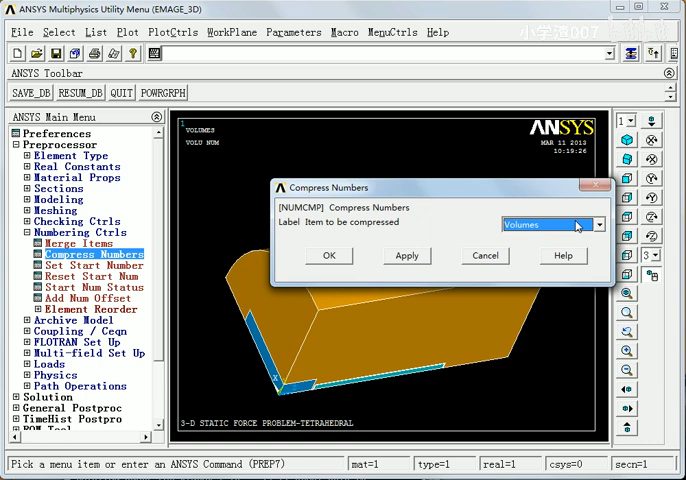 ANSYS Multiphysics Utility Menu (EMAGE_3D)
File Select List Plot PlotCtrls WorkPlane Parameters Macro MenuCtrls Help
小学渣007
ANSYS Toolbar
SAVE_DB RESUM_DB QUIT POWRGRPH
ANSYS Main Menu
Preferences
Preprocessor
Element Type
Real Constants
Material Props
Sections
Modeling
Meshing
Checking Ctrls
Numbering Ctrls
Merge Items
Compress Numbers
Set Start Number
Reset Start Num
Start Num Status
Add Num Offset
Element Reorder
Archive Model
Coupling / Ceqn
FLOTRAN Set Up
Multi-field Set Up
Loads
Physics
Path Operations
Solution
General Postproc
TimeHist Postpro
ROM Tool
1
VOLUMES
VOLU NUM
ANSYS
MAR 11 2013
10:19:26
Compress Numbers
[NUMCMP] Compress Numbers
Label Item to be compressed
Volumes
OK Apply Cancel Help
X
3-D STATIC FORCE PROBLEM-TETRAHEDRAL
1
3
Pick a menu item or enter an ANSYS Command (PREP7)
mat=1 type=1 real=1 csys=0 secn=1